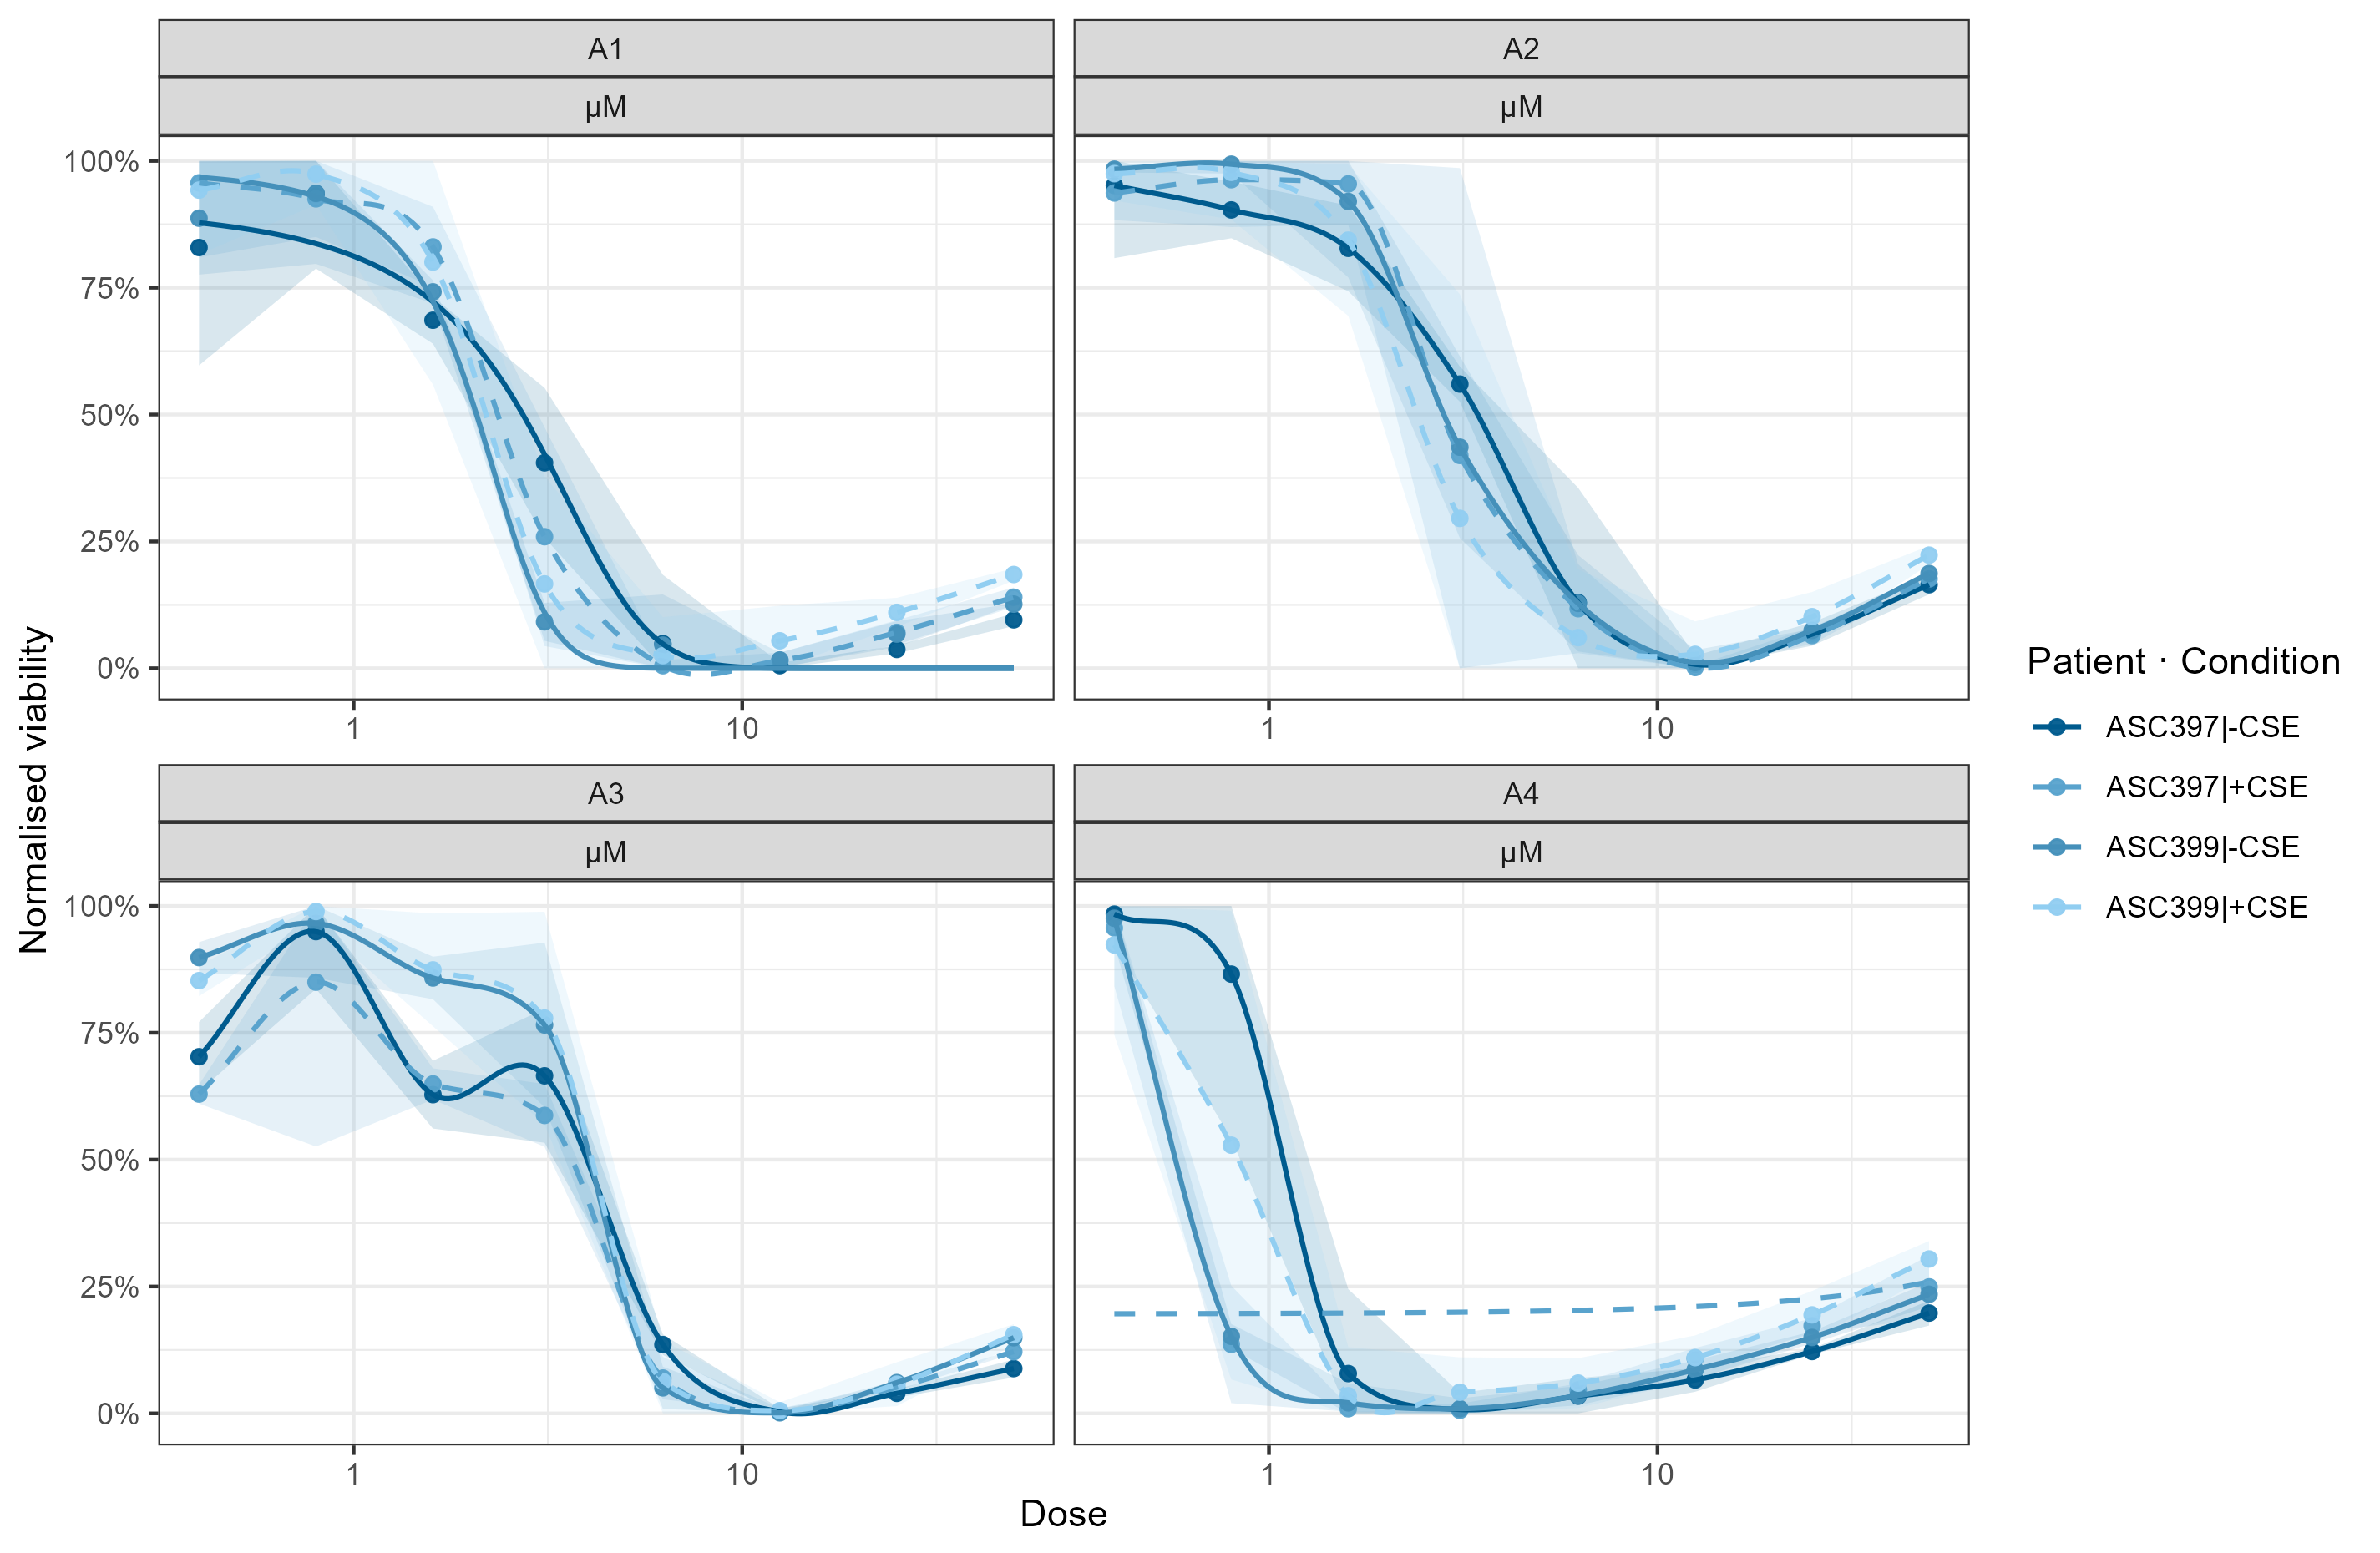 A1
A2
µM
µM
100%
75%
50%
25%
0%
1
10
1
10
A3
A4
µM
µM
100%
75%
50%
25%
0%
1
10
1
10
Normalised viability
Dose
Patient · Condition
ASC397|-CSE
ASC397|+CSE
ASC399|-CSE
ASC399|+CSE